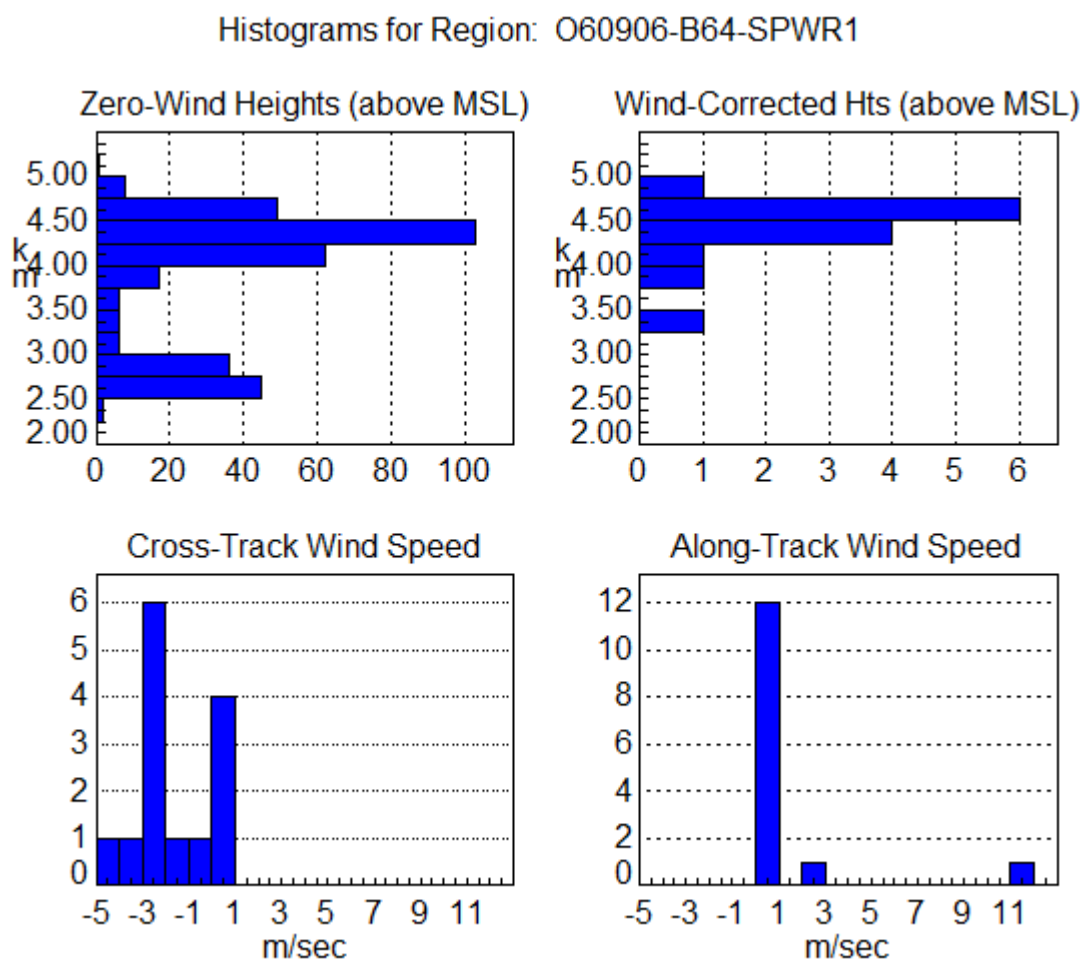 Histograms for Region: O60906-B64-SPWR1
Zero-Wind Heights (above MSL)
5.00
4.50
4.00
3.50
3.00
2.50
2.00
km
0 20 40 60 80 100
Wind-Corrected Hts (above MSL)
5.00
4.50
4.00
3.50
3.00
2.50
2.00
km
0 1 2 3 4 5 6
Cross-Track Wind Speed
6
5
4
3
2
1
0
-5 -3 -1 1 3 5 7 9 11
m/sec
Along-Track Wind Speed
12
10
8
6
4
2
0
-5 -3 -1 1 3 5 7 9 11
m/sec